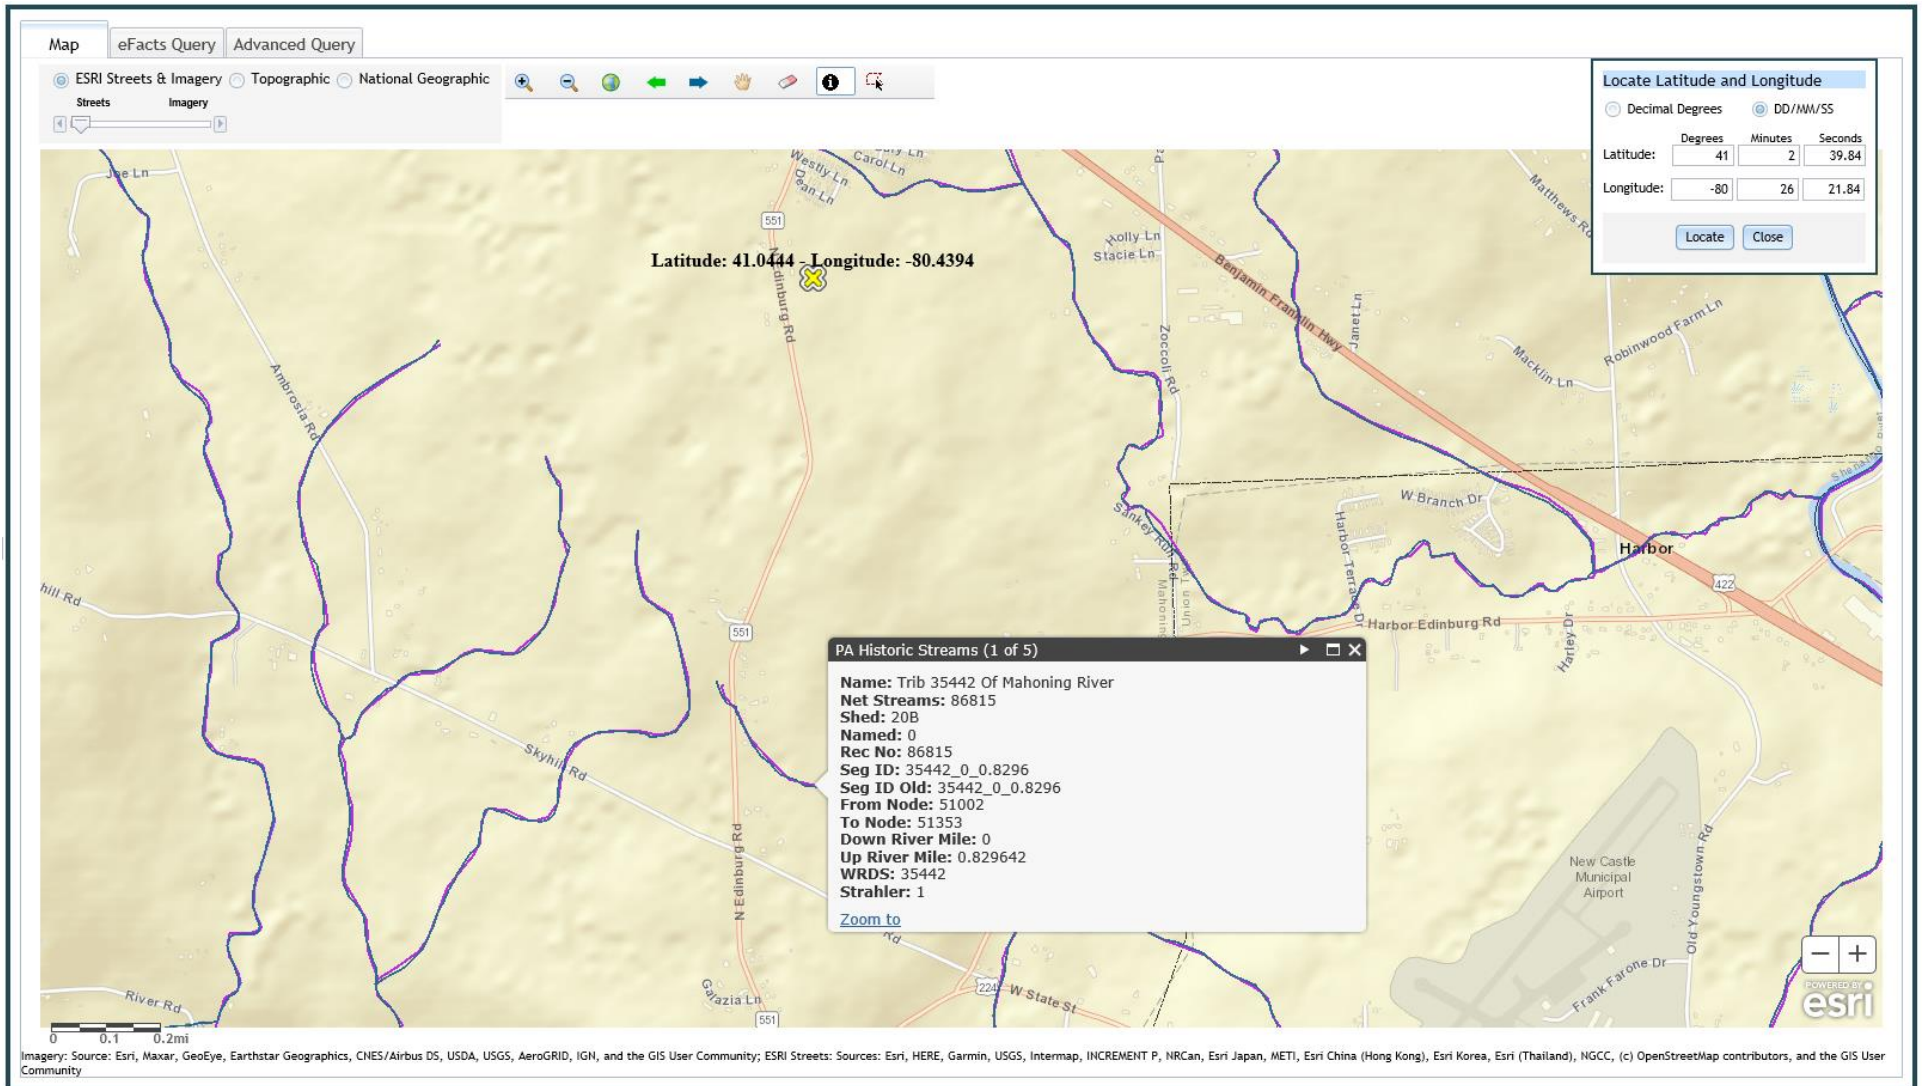 Map
eFacts Query
Advanced Query
ESRI Streets & Imagery
Topographic
National Geographic
Streets
Imagery
Locate Latitude and Longitude
Decimal Degrees
DD/MM/SS
Degrees Minutes Seconds
Latitude: 41 2 39.84
Longitude: -80 26 21.84
Locate
Close
Joe Ln
Westly Ln
Dean Ln
Carol Ln
551
Latitude: 41.0444 - Longitude: -80.4394
N Edinburg Rd
Holly Ln
Stacie Ln
Matthews Rd
Benjamin Franklin Hwy
Janet Ln
Zoccoli Rd
Macklin Ln
Robinwood Farm Ln
Ambrosia Rd
W Branch Dr
Sankey Run Rd
Harbor Terrace Dr
Harbor
422
hill Rd
Mahoning
Union Tw
551
Harbor Edinburg Rd
Harley Dr
PA Historic Streams (1 of 5)
Name: Trib 35442 Of Mahoning River
Net Streams: 86815
Shed: 20B
Named: 0
Rec No: 86815
Seg ID: 35442_0_0.8296
Seg ID Old: 35442_0_0.8296
From Node: 51002
To Node: 51353
Down River Mile: 0
Up River Mile: 0.829642
WRDS: 35442
Strahler: 1
Zoom to
Skyhill Rd
N Edinburg Rd
Rd
New Castle
Municipal
Airport
Old Youngstown Rd
Frank Farone Dr
River Rd
Galazia Ln
224
W State St
551
POWERED BY
esri
0 0.1 0.2mi
Imagery: Source: Esri, Maxar, GeoEye, Earthstar Geographics, CNES/Airbus DS, USDA, USGS, AeroGRID, IGN, and the GIS User Community; ESRI Streets: Sources: Esri, HERE, Garmin, USGS, Intermap, INCREMENT P, NRCan, Esri Japan, METI, Esri China (Hong Kong), Esri Korea, Esri (Thailand), NGCC, (c) OpenStreetMap contributors, and the GIS User
Community